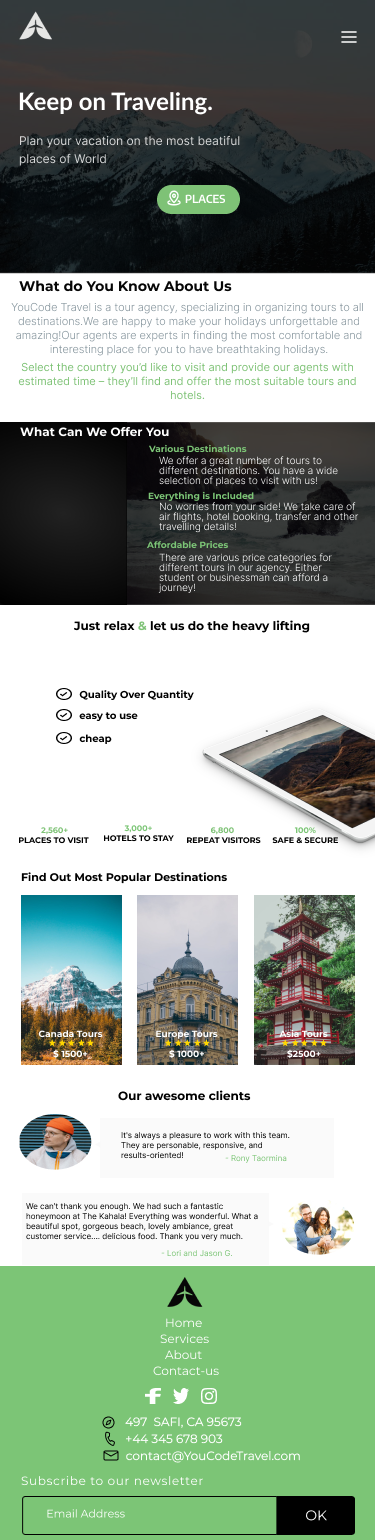 Keep on Traveling.
Plan your vacation on the most beatiful
places of World
PLACES
What do You Know About Us
YouCode Travel is a tour agency, specializing in organizing tours to all
destinations.We are happy to make your holidays unforgettable and
amazing!Our agents are experts in finding the most comfortable and
interesting place for you to have breathtaking holidays.
Select the country you'd like to visit and provide our agents with
estimated time – they'll find and offer the most suitable tours and
hotels.
What Can We Offer You
Various Destinations
We offer a great number of tours to
different destinations. You have a wide
selection of places to visit with us!
Everything is Included
No worries from your side! We take care of
air flights, hotel booking, transfer and other
travelling details!
Affordable Prices
There are various price categories for
different tours in our agency. Either
student or businessman can afford a
journey!
Just relax & let us do the heavy lifting
Quality Over Quantity
easy to use
cheap
2,560+
PLACES TO VISIT
3,000+
HOTELS TO STAY
6,800
REPEAT VISITORS
100%
SAFE & SECURE
Find Out Most Popular Destinations
Canada Tours
$ 1500+
Europe Tours
$ 1000+
Asia Tours
$2500+
Our awesome clients
It's always a pleasure to work with this team.
They are personable, responsive, and
results-oriented!
- Rony Taormina
We can't thank you enough. We had such a fantastic
honeymoon at The Kahala! Everything was wonderful. What a
beautiful spot, gorgeous beach, lovely ambiance, great
customer service.... delicious food. Thank you very much.
- Lori and Jason G.
Home
Services
About
Contact-us
497 SAFI, CA 95673
+44 345 678 903
contact@YouCodeTravel.com
Subscribe to our newsletter
Email Address
OK